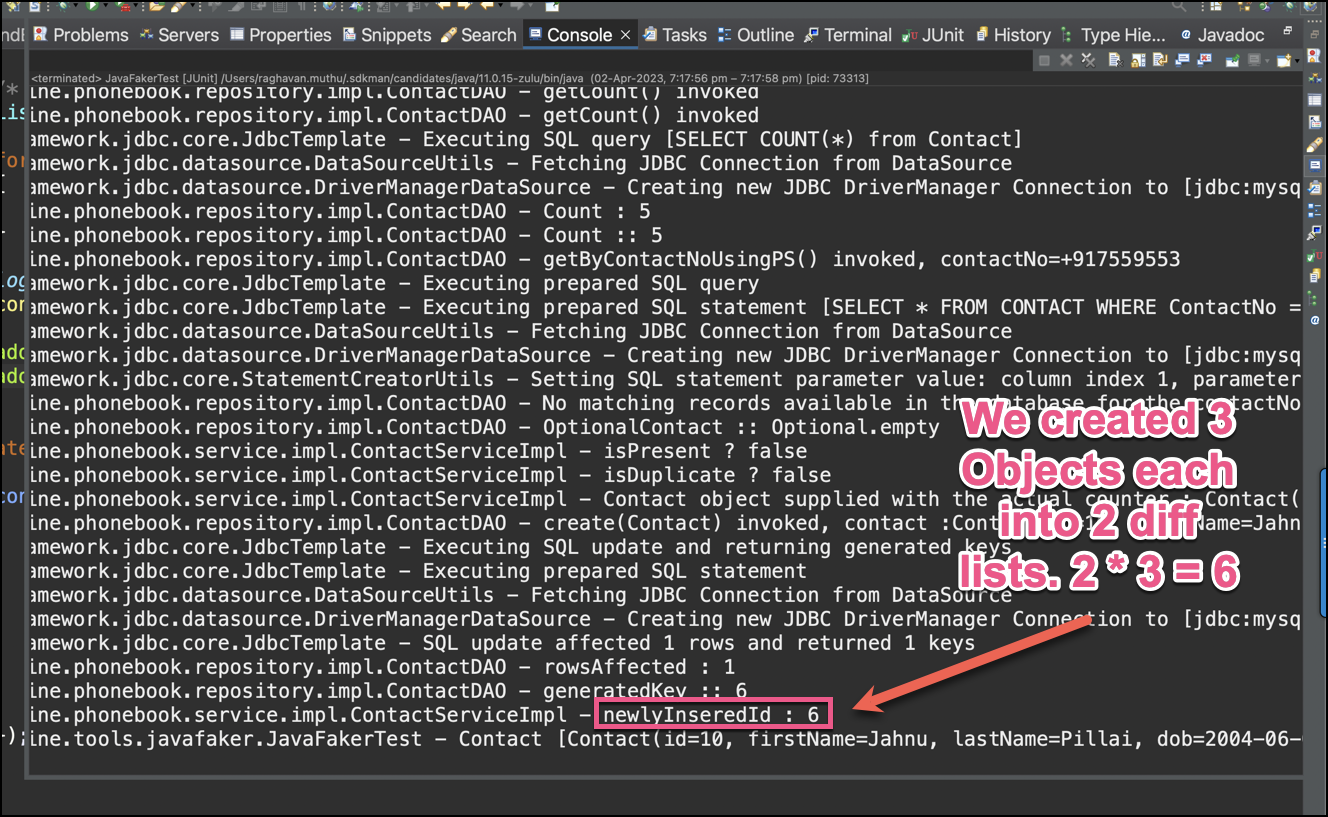 ndE Problems Servers Properties Snippets Search Console Tasks Outline Terminal JUnit History Type Hie... @ Javadoc
<terminated> JavaFakerTest [JUnit] /Users/raghavan.muthu/.sdkman/candidates/java/11.0.15-zulu/bin/java (02-Apr-2023, 7:17:56 pm – 7:17:58 pm) [pid: 73313]
/* ine.phonebook.repository.impl.ContactDAO - getCount() invoked
lis ine.phonebook.repository.impl.ContactDAO - getCount() invoked
amework.jdbc.core.JdbcTemplate - Executing SQL query [SELECT COUNT(*) from Contact]
for amework.jdbc.datasource.DataSourceUtils - Fetching JDBC Connection from DataSource
amework.jdbc.datasource.DriverManagerDataSource - Creating new JDBC DriverManager Connection to [jdbc:mysq
ine.phonebook.repository.impl.ContactDAO - Count : 5
ine.phonebook.repository.impl.ContactDAO - Count :: 5
ine.phonebook.repository.impl.ContactDAO - getByContactNoUsingPS() invoked, contactNo=+917559553
log amework.jdbc.core.JdbcTemplate - Executing prepared SQL query
con amework.jdbc.core.JdbcTemplate - Executing prepared SQL statement [SELECT * FROM CONTACT WHERE ContactNo =
amework.jdbc.datasource.DataSourceUtils - Fetching JDBC Connection from DataSource
add amework.jdbc.datasource.DriverManagerDataSource - Creating new JDBC DriverManager Connection to [jdbc:mysq
add amework.jdbc.core.StatementCreatorUtils - Setting SQL statement parameter value: column index 1, parameter
ine.phonebook.repository.impl.ContactDAO - No matching records available in the database for the contactNo
ine.phonebook.repository.impl.ContactDAO - OptionalContact :: Optional.empty
ate ine.phonebook.service.impl.ContactServiceImpl - isPresent ? false
ine.phonebook.service.impl.ContactServiceImpl - isDuplicate ? false
con ine.phonebook.service.impl.ContactServiceImpl - Contact object supplied with the actual counter : Contact(
ine.phonebook.repository.impl.ContactDAO - create(Contact) invoked, contact :Cont Name=Jahn
amework.jdbc.core.JdbcTemplate - Executing SQL update and returning generated keys
amework.jdbc.core.JdbcTemplate - Executing prepared SQL statement
amework.jdbc.datasource.DataSourceUtils - Fetching JDBC Connection from DataSource
amework.jdbc.datasource.DriverManagerDataSource - Creating new JDBC DriverManager Connection to [jdbc:mysq
amework.jdbc.core.JdbcTemplate - SQL update affected 1 rows and returned 1 keys
ine.phonebook.repository.impl.ContactDAO - rowsAffected : 1
ine.phonebook.repository.impl.ContactDAO - generatedKey :: 6
ine.phonebook.service.impl.ContactServiceImpl - newlyInseredId : 6
); ine.tools.javafaker.JavaFakerTest - Contact [Contact(id=10, firstName=Jahnu, lastName=Pillai, dob=2004-06-
We created 3
Objects each
into 2 diff
lists. 2 * 3 = 6